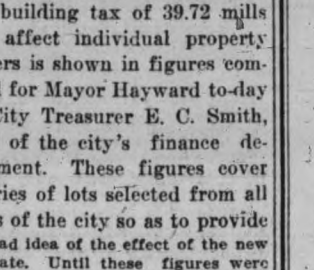 building tax of 39.72 mills
affect individual property
ers is shown in figures com-
for Mayor Hayward to-day
City Treasurer E. C. Smith,
of the city's finance de-
ment. These figures cover
ries of lots selected from all
s of the city so as to provide
ad idea of the effect of the new
ate. Until these figures were